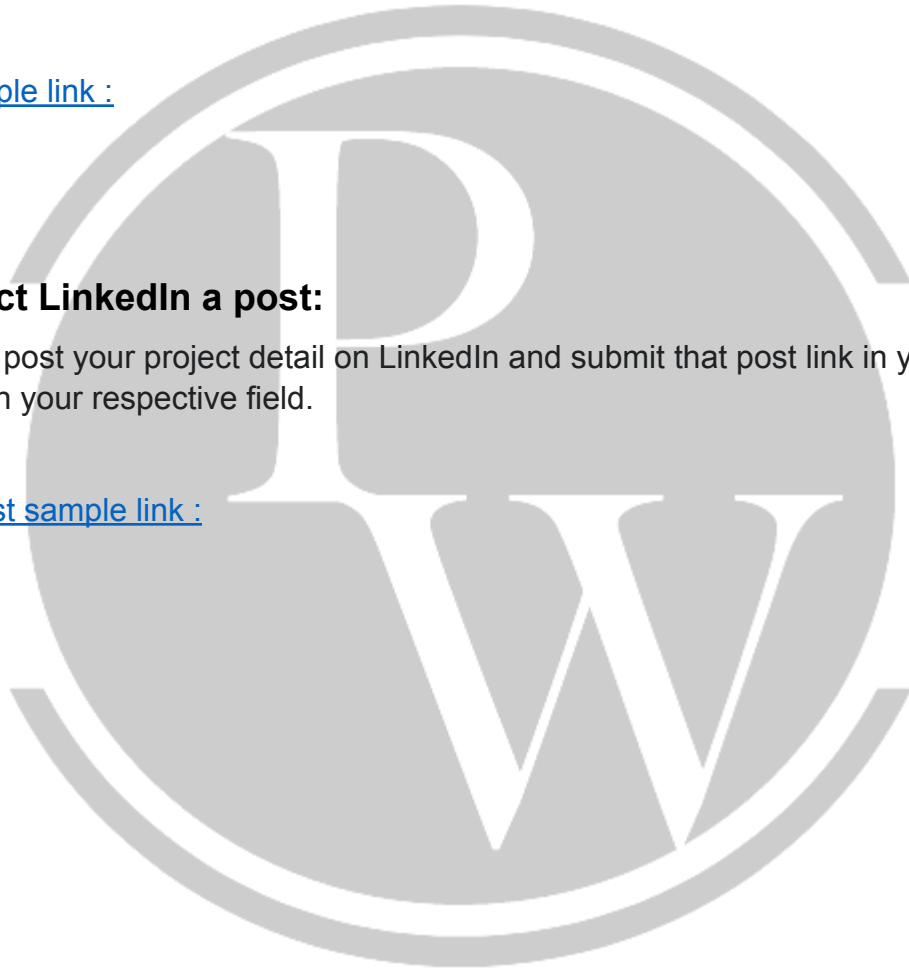 ple link :
P
ct LinkedIn a post:
post your project detail on LinkedIn and submit that post link in y
n your respective field.
st sample link :
W